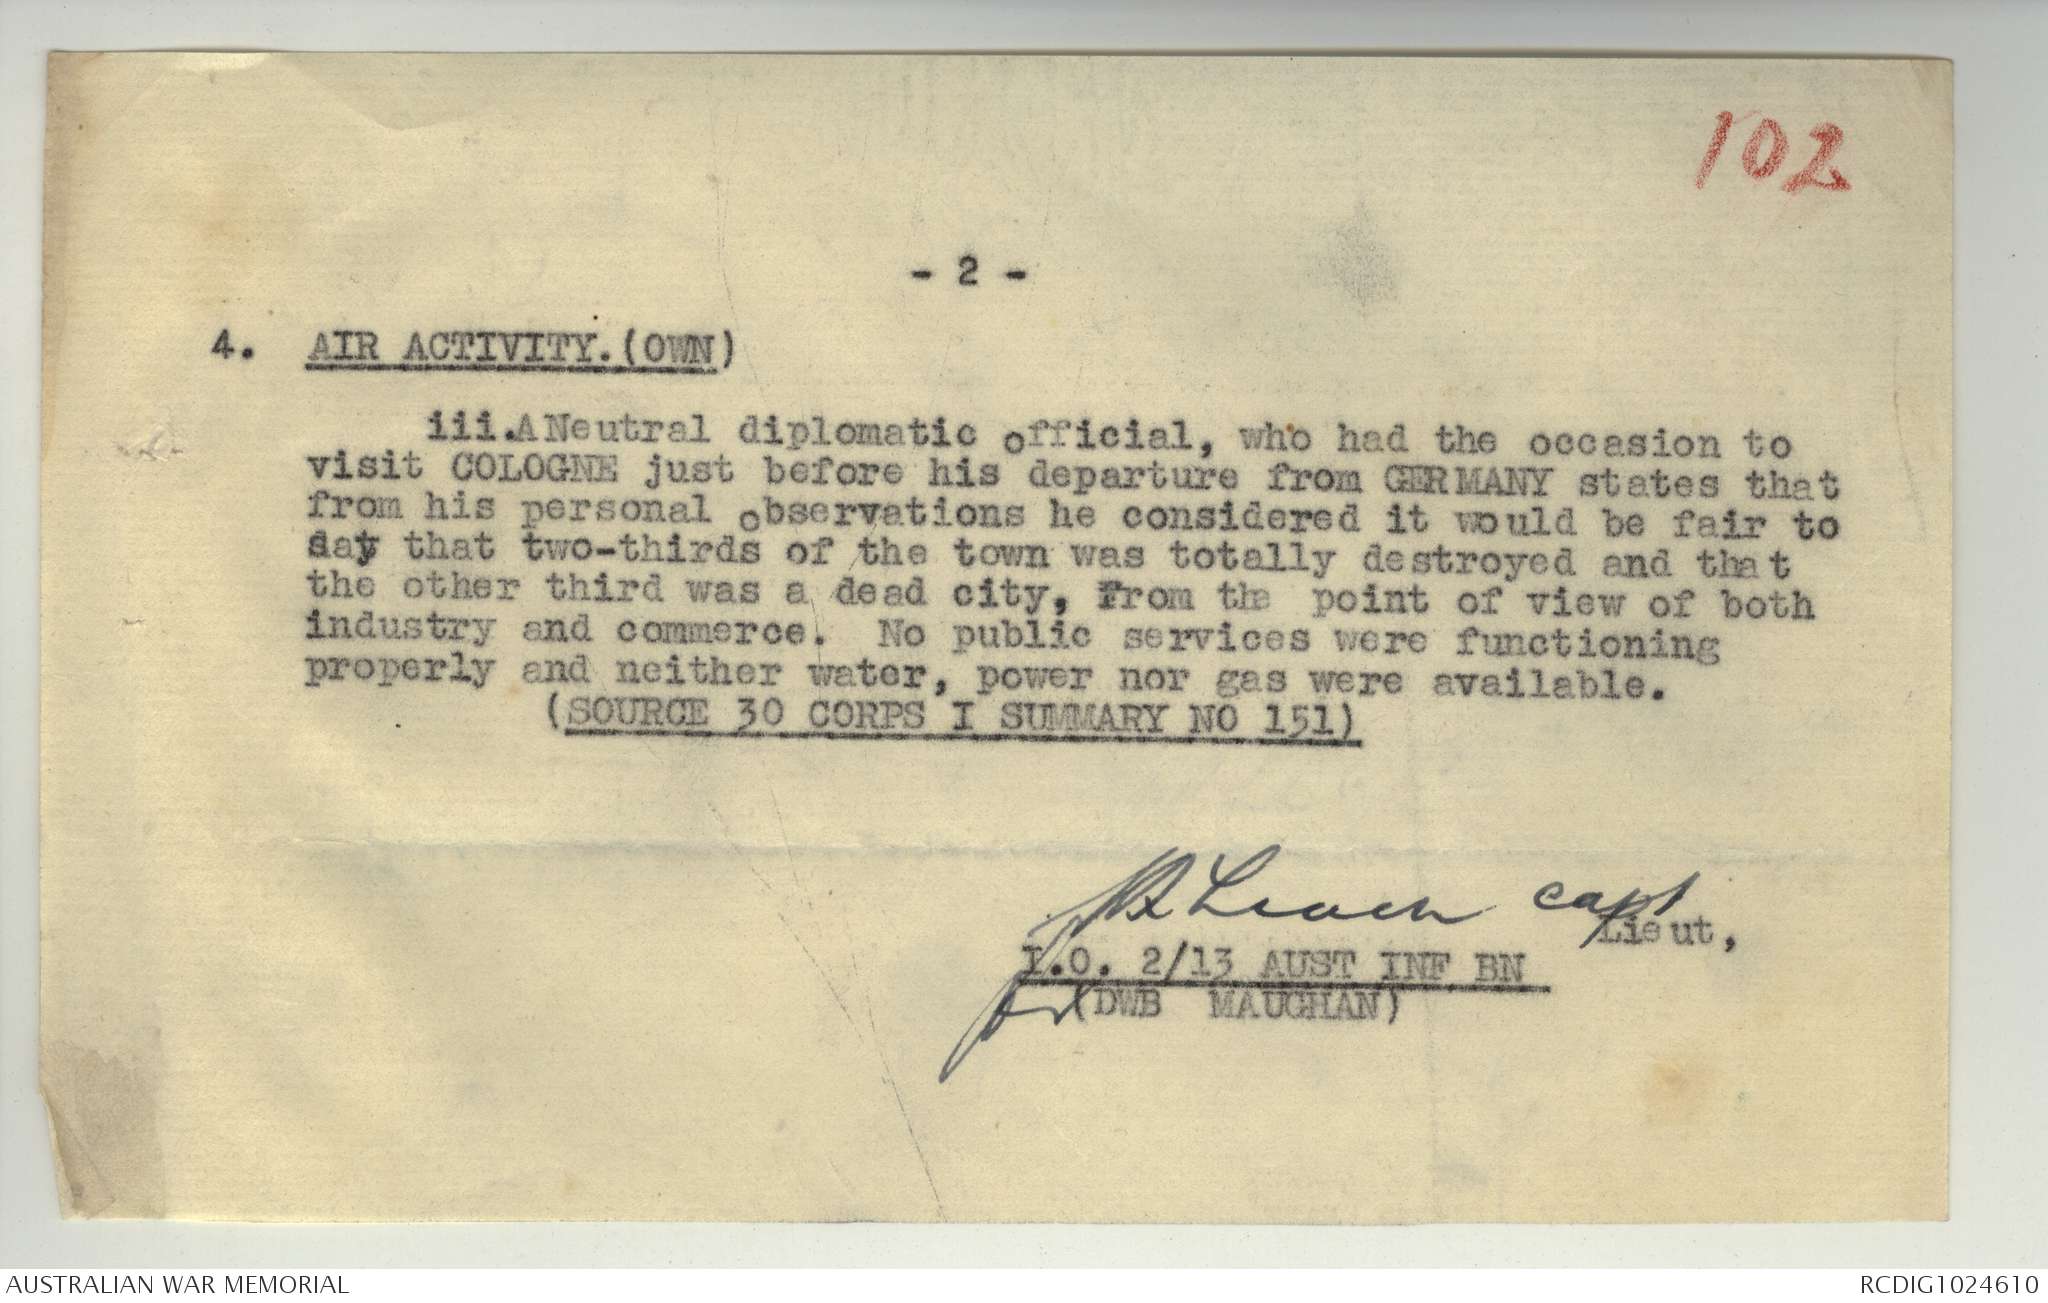 102
- 2 -
4. AIR ACTIVITY.(OWN)
iii.ANeutral diplomatic official, who had the occasion to
visit COLOGNE just before his departure from GERMANY states that
from his personal observations he considered it would be fair to
say that two-thirds of the town was totally destroyed and that
the other third was a dead city, from the point of view of both
industry and commerce. No public services were functioning
properly and neither water, power nor gas were available.
(SOURCE 30 CORPS I SUMMARY NO 151)
Leach Capt
Lieut,
I.O. 2/13 AUST INF BN
for (DWB MAUGHAN)
AUSTRALIAN WAR MEMORIAL
RCDIG1024610